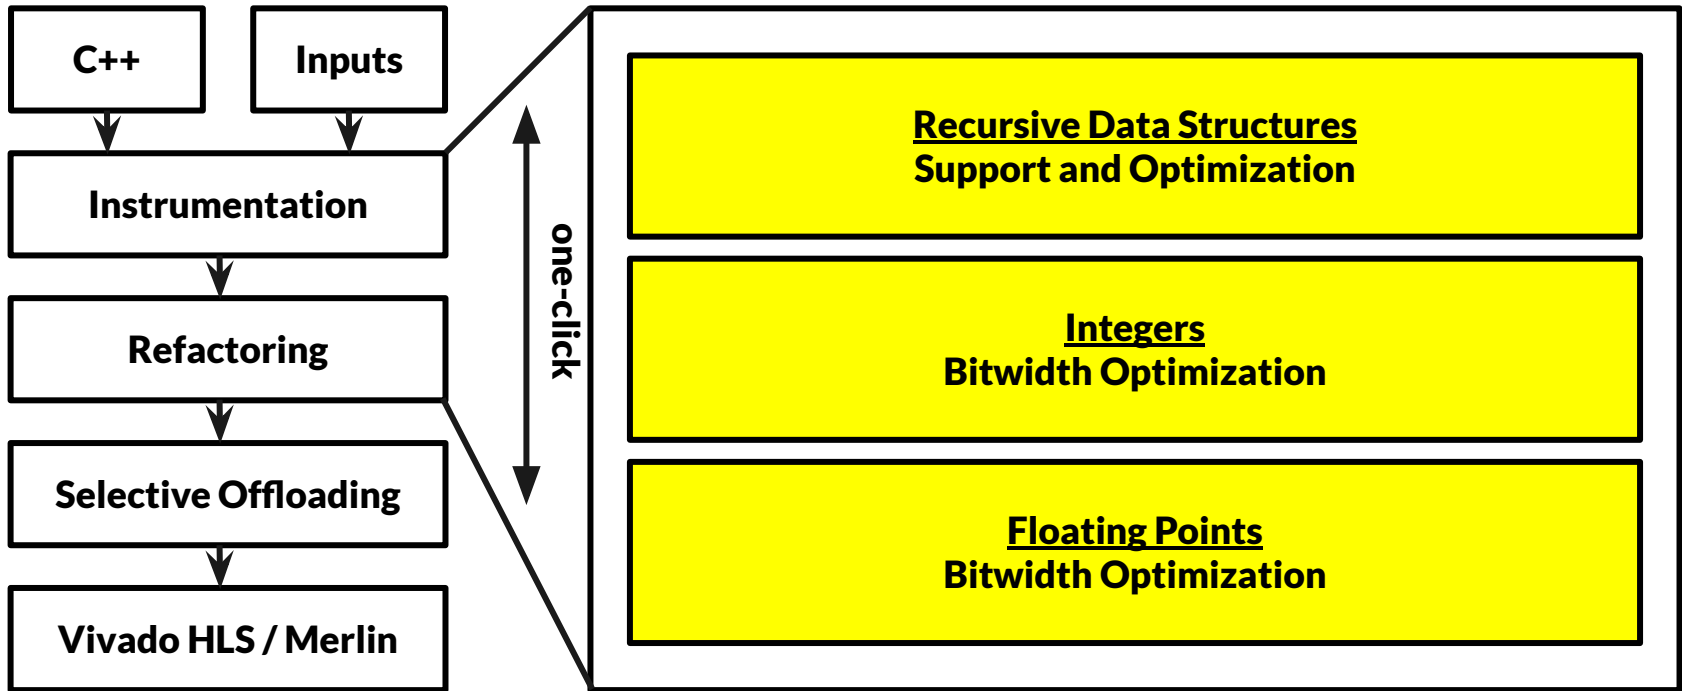 C++
Inputs
Instrumentation
Refactoring
Selective Offloading
Vivado HLS / Merlin
one-click
Recursive Data Structures
Support and Optimization
Integers
Bitwidth Optimization
Floating Points
Bitwidth Optimization